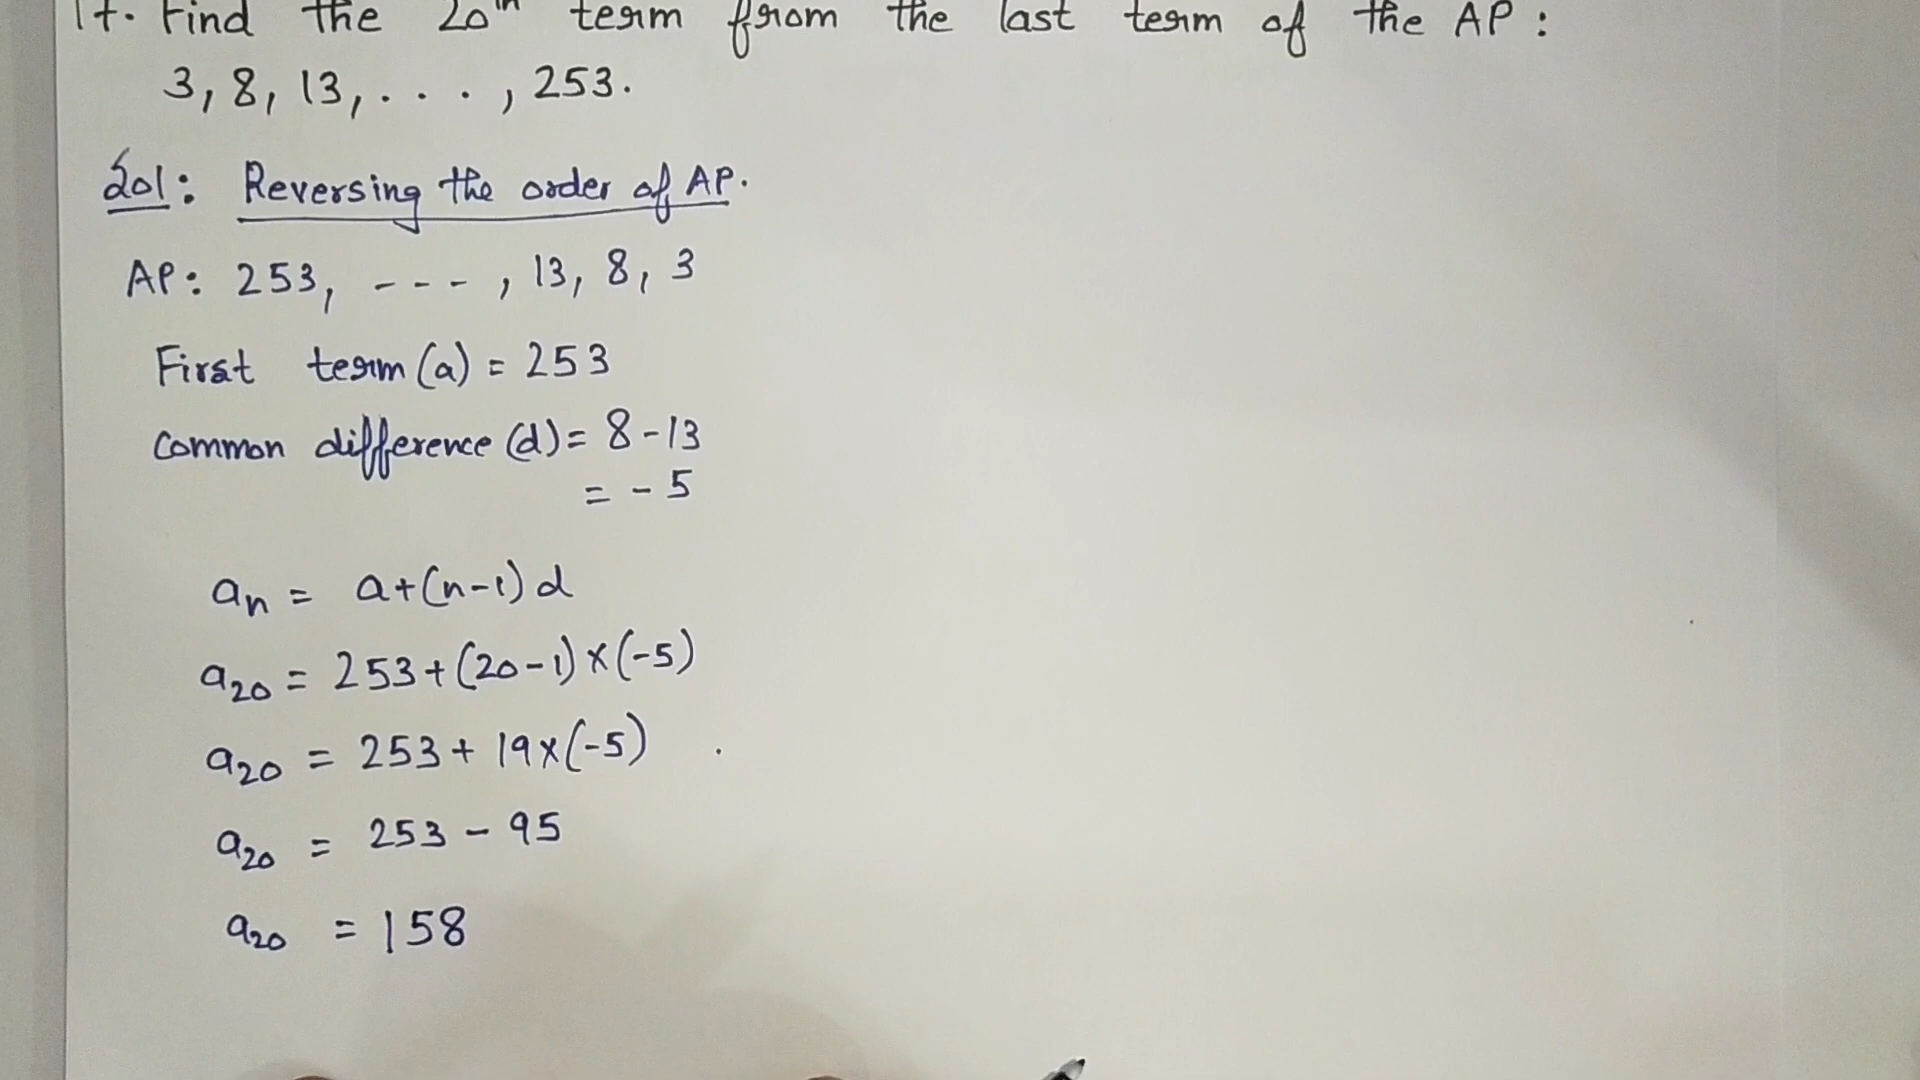 17. Find the 20th term from the last term of the AP :
3, 8, 13, . . . , 253.
Sol: Reversing the order of AP.
AP: 253, ---- , 13, 8, 3
First term (a) = 253
Common difference (d) = 8 - 13
= - 5
an = a+(n-1) d
a20 = 253 + (20-1) x (-5)
a20 = 253 + 19x(-5)
a20 = 253 - 95
a20 = 158